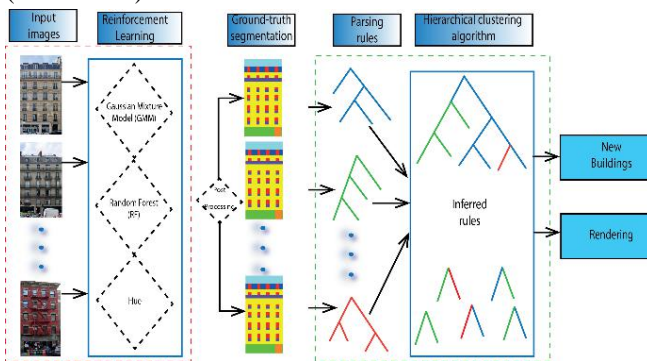 Input
images
Reinforcement
Learning
Ground-truth
segmentation
Parsing
rules
Hierarchical clustering
algorithm
Gaussian Mixture
Model (GMM)
Random Forest
(RF)
Hue
Post
Processing
Inferred
rules
New
Buildings
Rendering